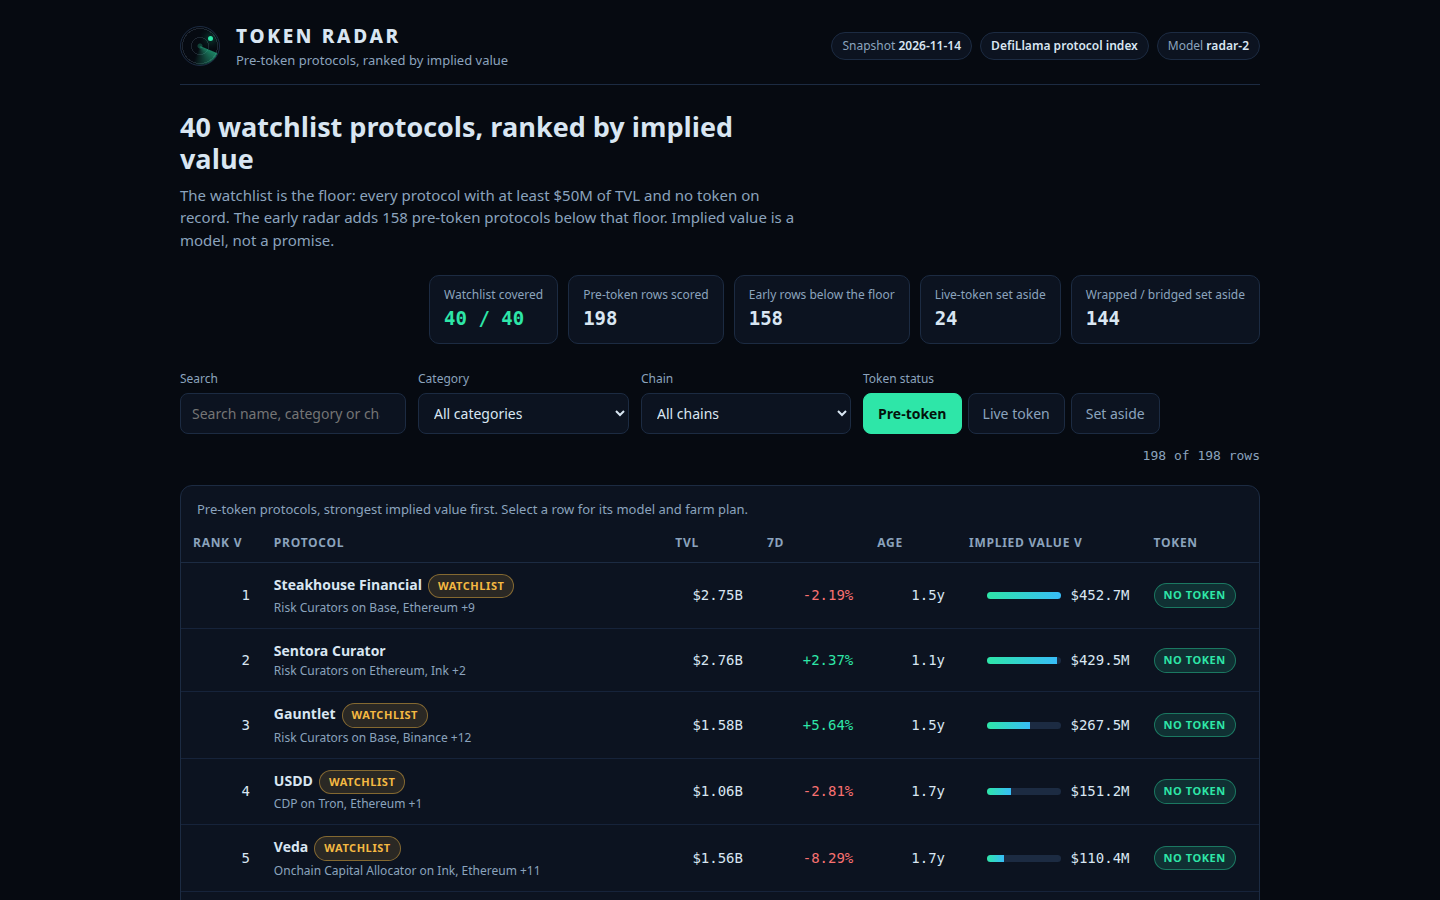 TOKEN RADAR
Pre-token protocols, ranked by implied value
Snapshot 2026-11-14
DefiLlama protocol index
Model radar-2
40 watchlist protocols, ranked by implied
value
The watchlist is the floor: every protocol with at least $50M of TVL and no token on
record. The early radar adds 158 pre-token protocols below that floor. Implied value is a
model, not a promise.
Watchlist covered
40 / 40
Pre-token rows scored
198
Early rows below the floor
158
Live-token set aside
24
Wrapped / bridged set aside
144
Search
Search name, category or ch
Category
All categories
Chain
All chains
Token status
Pre-token
Live token
Set aside
198 of 198 rows
Pre-token protocols, strongest implied value first. Select a row for its model and farm plan.
RANK V PROTOCOL TVL 7D AGE IMPLIED VALUE V TOKEN
1 Steakhouse Financial WATCHLIST $2.75B -2.19% 1.5y $452.7M NO TOKEN
Risk Curators on Base, Ethereum +9
2 Sentora Curator $2.76B +2.37% 1.1y $429.5M NO TOKEN
Risk Curators on Ethereum, Ink +2
3 Gauntlet WATCHLIST $1.58B +5.64% 1.5y $267.5M NO TOKEN
Risk Curators on Base, Binance +12
4 USDD WATCHLIST $1.06B -2.81% 1.7y $151.2M NO TOKEN
CDP on Tron, Ethereum +1
5 Veda WATCHLIST $1.56B -8.29% 1.7y $110.4M NO TOKEN
Onchain Capital Allocator on Ink, Ethereum +11